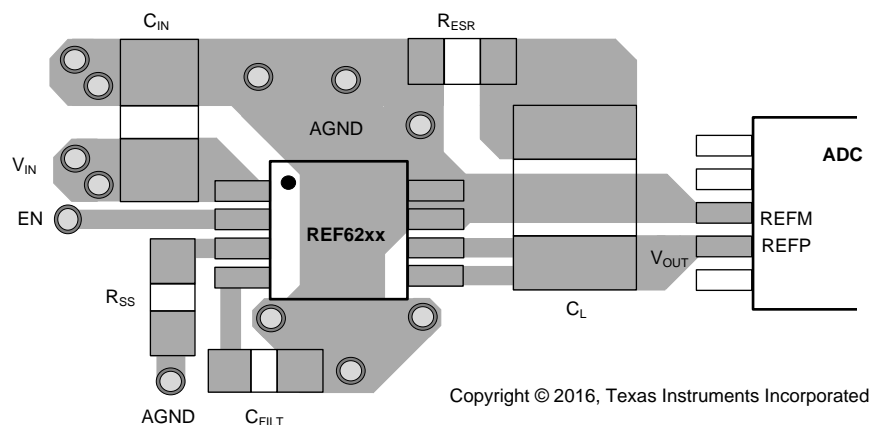 C_IN
R_ESR
AGND
ADC
V_IN
EN
REF62xx
REFM
REFP
V_OUT
R_SS
C_L
AGND
C_FILT
Copyright © 2016, Texas Instruments Incorporated